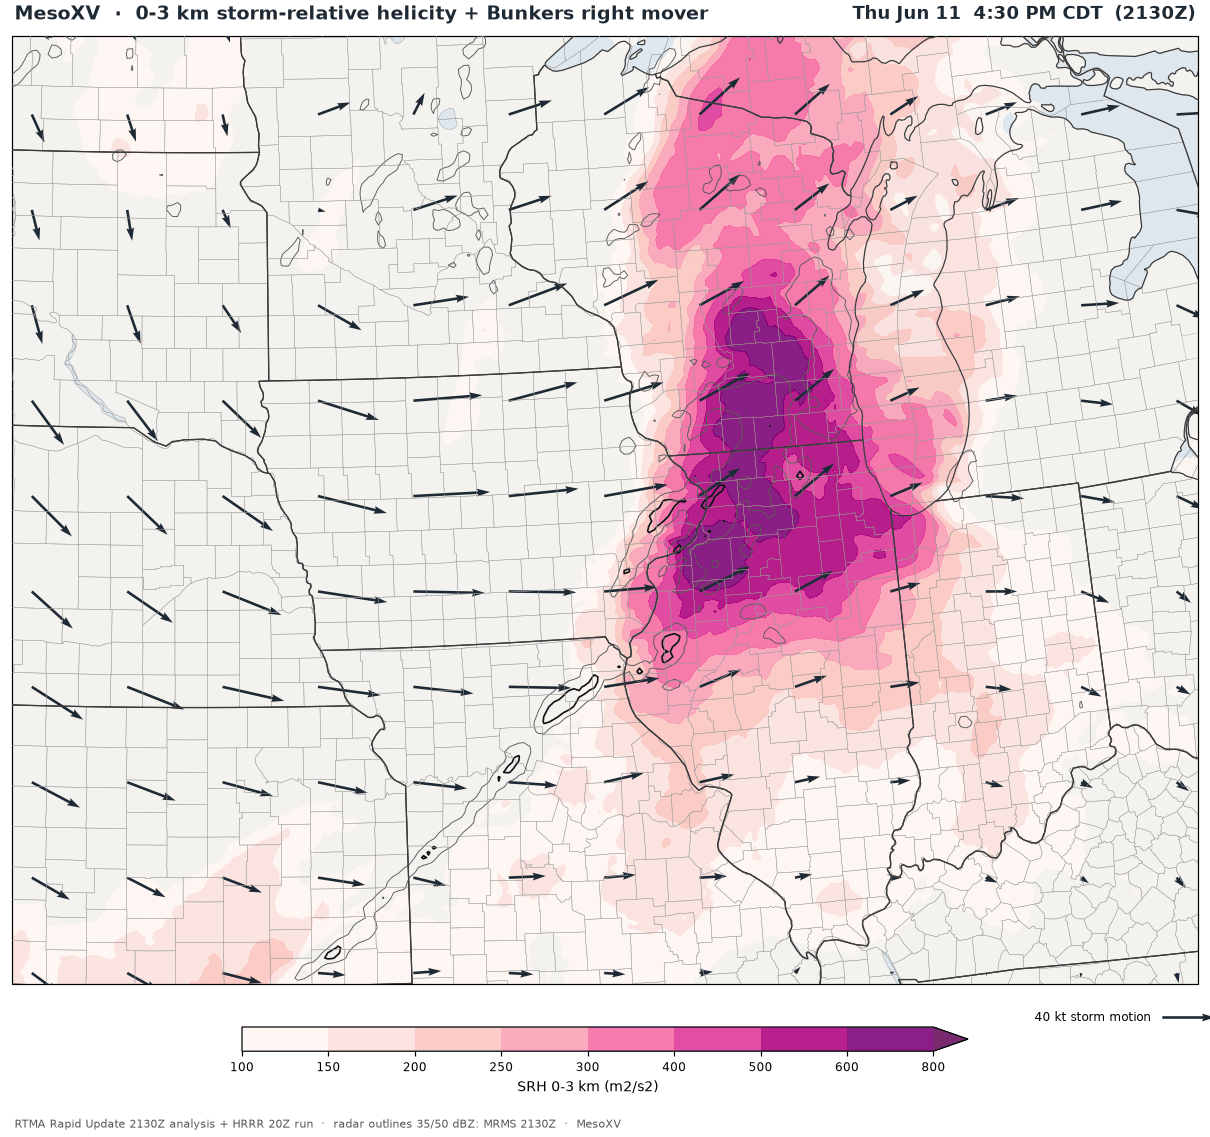 MesoXV · 0-3 km storm-relative helicity + Bunkers right mover
Thu Jun 11 4:30 PM CDT (2130Z)
40 kt storm motion
100 150 200 250 300 400 500 600 800
SRH 0-3 km (m2/s2)
RTMA Rapid Update 2130Z analysis + HRRR 20Z run · radar outlines 35/50 dBZ: MRMS 2130Z · MesoXV